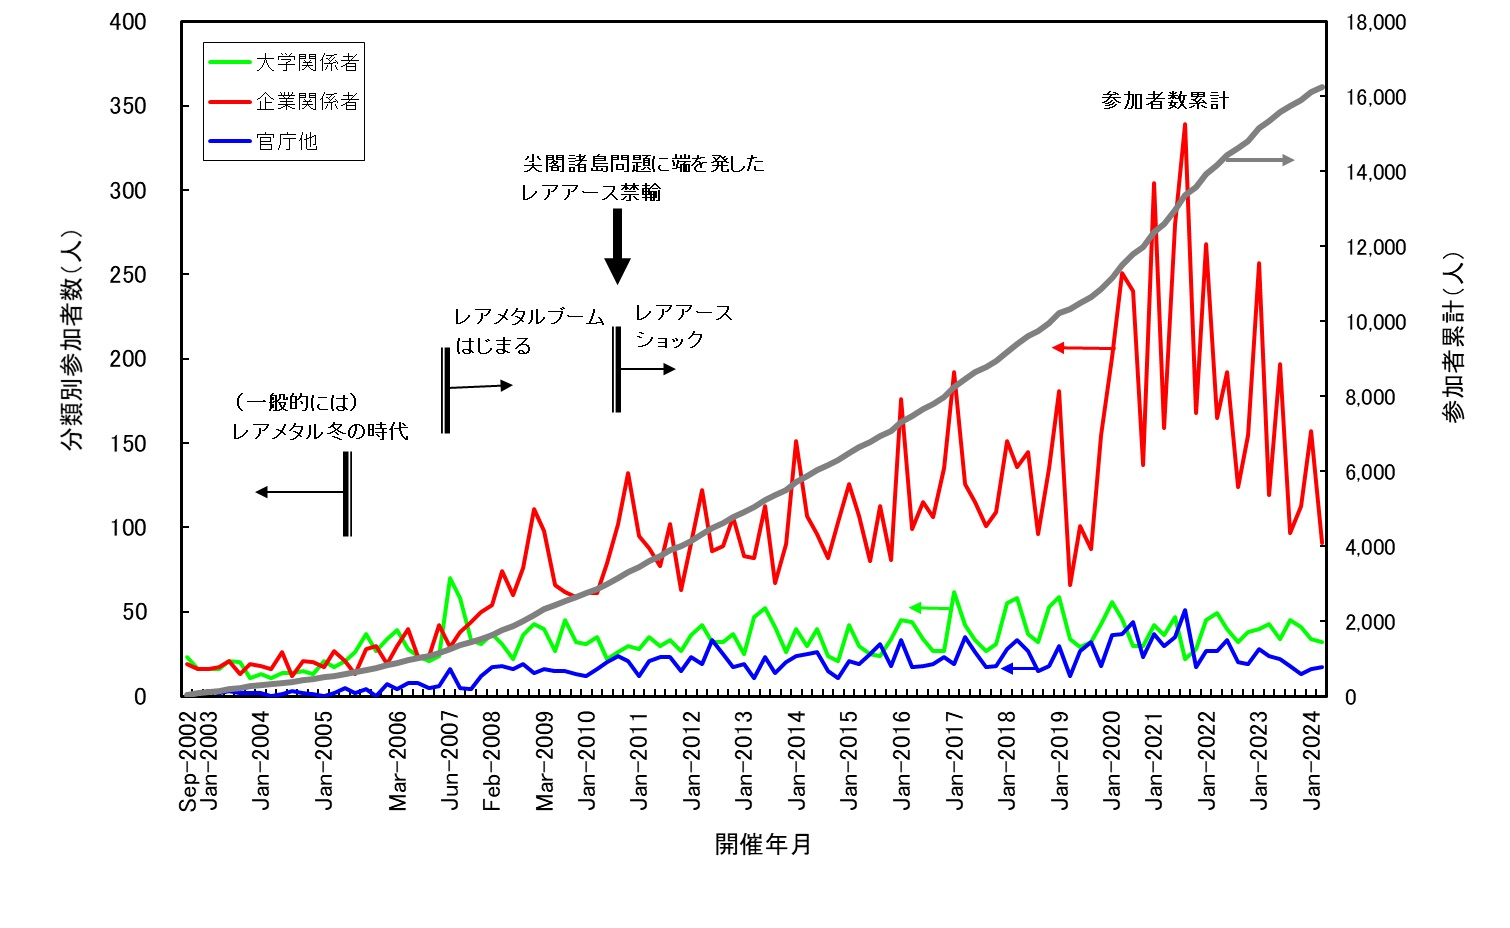 400
350
300
250
200
150
100
50
0
分類別参加者数(人)
大学関係者
企業関係者
官庁他
(一般的には)
レアメタル冬の時代
レアメタルブーム
はじまる
尖閣諸島問題に端を発した
レアアース禁輸
レアアース
ショック
参加者数累計
18,000
16,000
14,000
12,000
10,000
8,000
6,000
4,000
2,000
0
参加者累計(人)
Sep-2002
Jan-2003
Jan-2004
Jan-2005
Mar-2006
Jun-2007
Feb-2008
Mar-2009
Jan-2010
Jan-2011
Jan-2012
Jan-2013
Jan-2014
Jan-2015
Jan-2016
Jan-2017
Jan-2018
Jan-2019
Jan-2020
Jan-2021
Jan-2022
Jan-2023
Jan-2024
開催年月